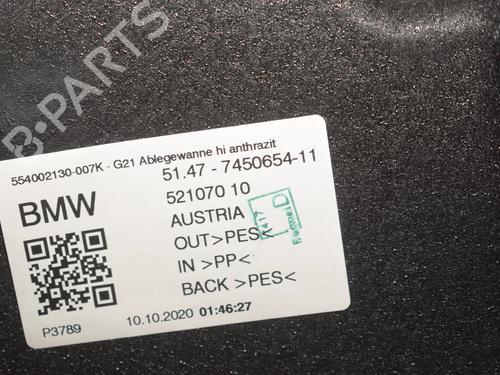 B-PARTS
554002130-007K - G21 Ablegewanne hi anthrazit
51.47 - 7450654-11
BMW
521070 10
AUSTRIA
OUT>PES<
IN >PP<
BACK >PES<
P3789
10.10.2020 01:46:27